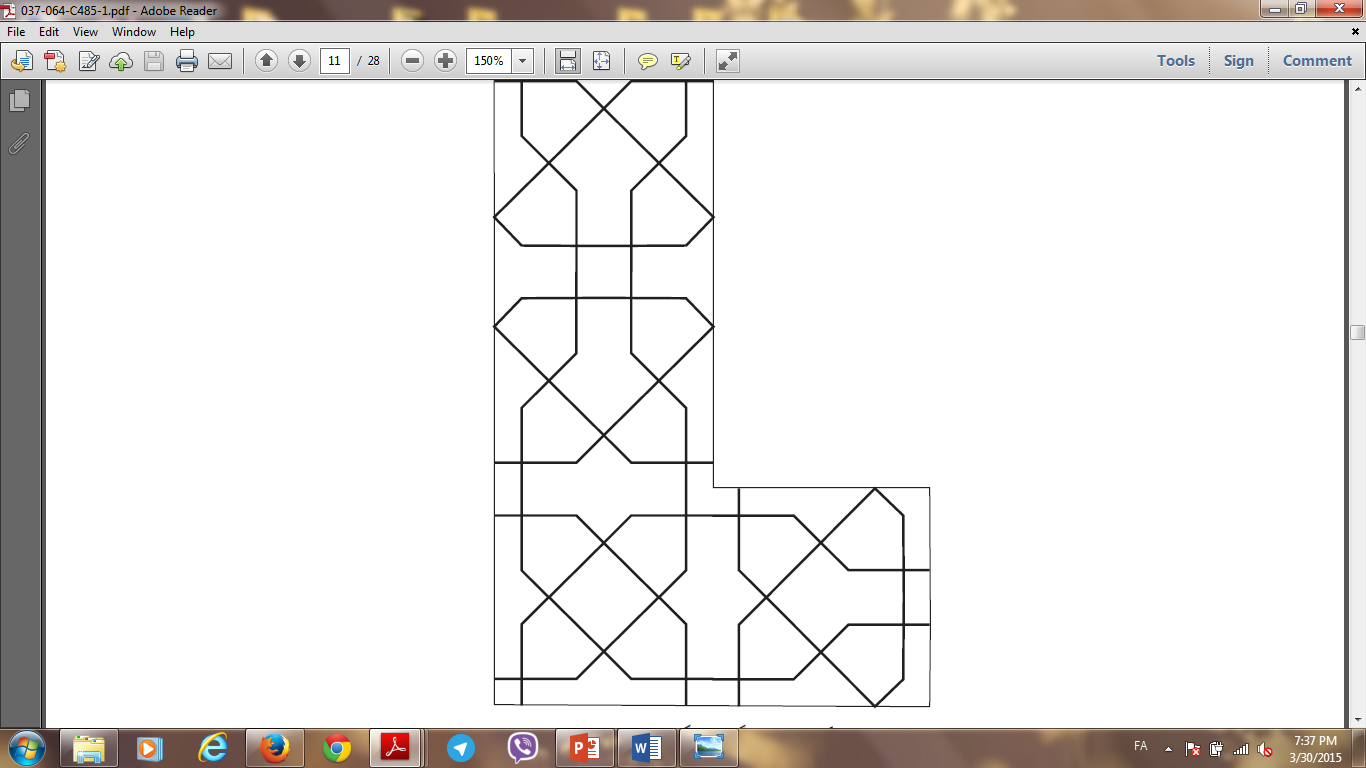 037-064-C485-1.pdf - Adobe Reader
File Edit View Window Help
11 / 28 150% Tools Sign Comment
FA 7:37 PM
3/30/2015